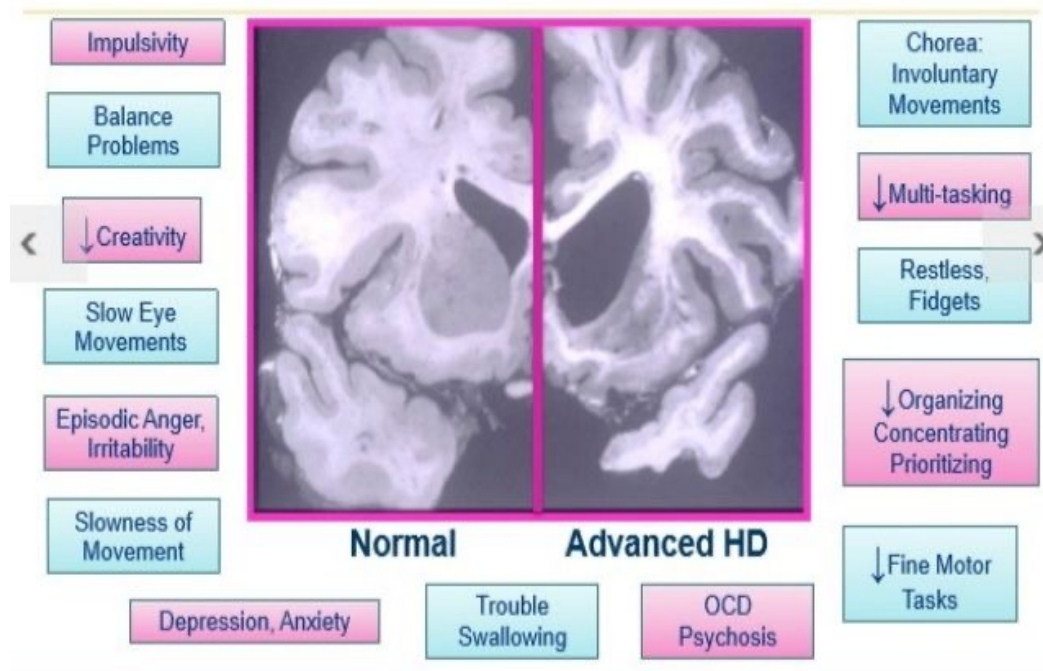 Impulsivity
Balance
Problems
↓Creativity
Slow Eye
Movements
Episodic Anger,
Irritability
Slowness of
Movement
Depression, Anxiety
Normal
Advanced HD
Trouble
Swallowing
OCD
Psychosis
Chorea:
Involuntary
Movements
↓Multi-tasking
Restless,
Fidgets
↓Organizing
Concentrating
Prioritizing
↓Fine Motor
Tasks